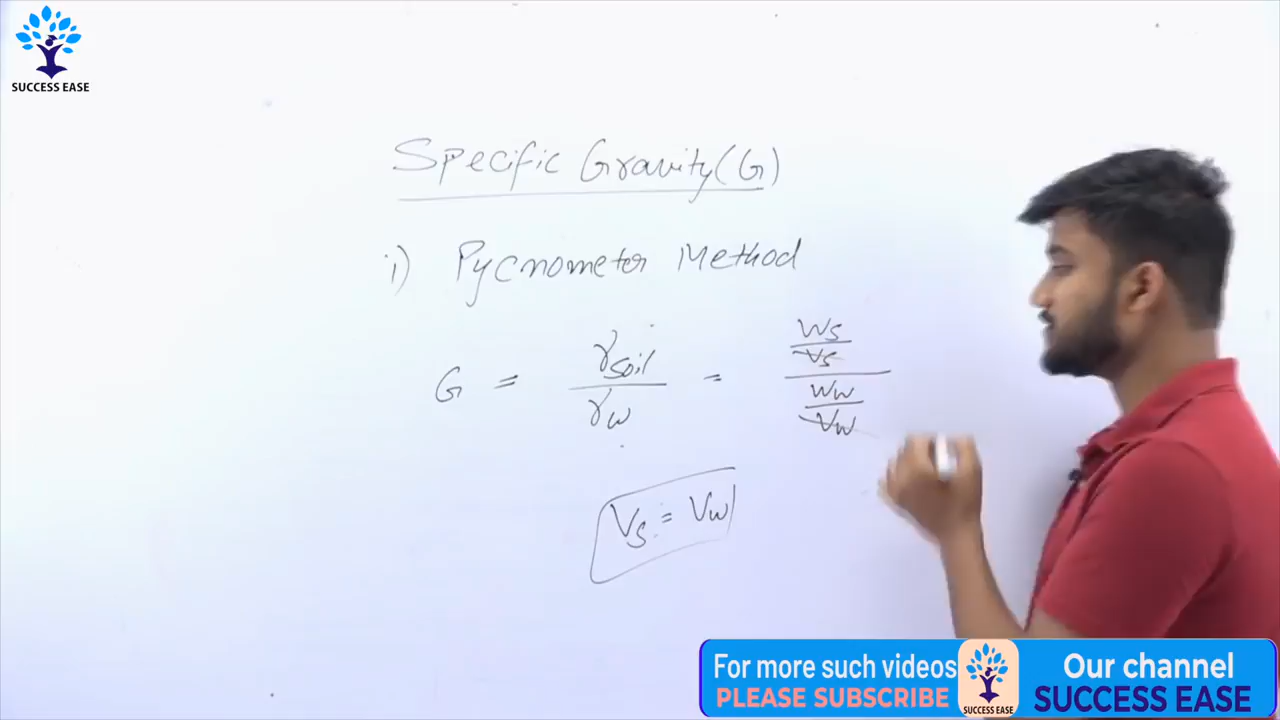 SUCCESS EASE
Specific Gravity (G)
i) Pycnometer Method
G = γsoil / γw = (Ws / Vs) / (Ww / Vw)
Vs = Vw
For more such videos
PLEASE SUBSCRIBE
SUCCESS EASE
Our channel
SUCCESS EASE